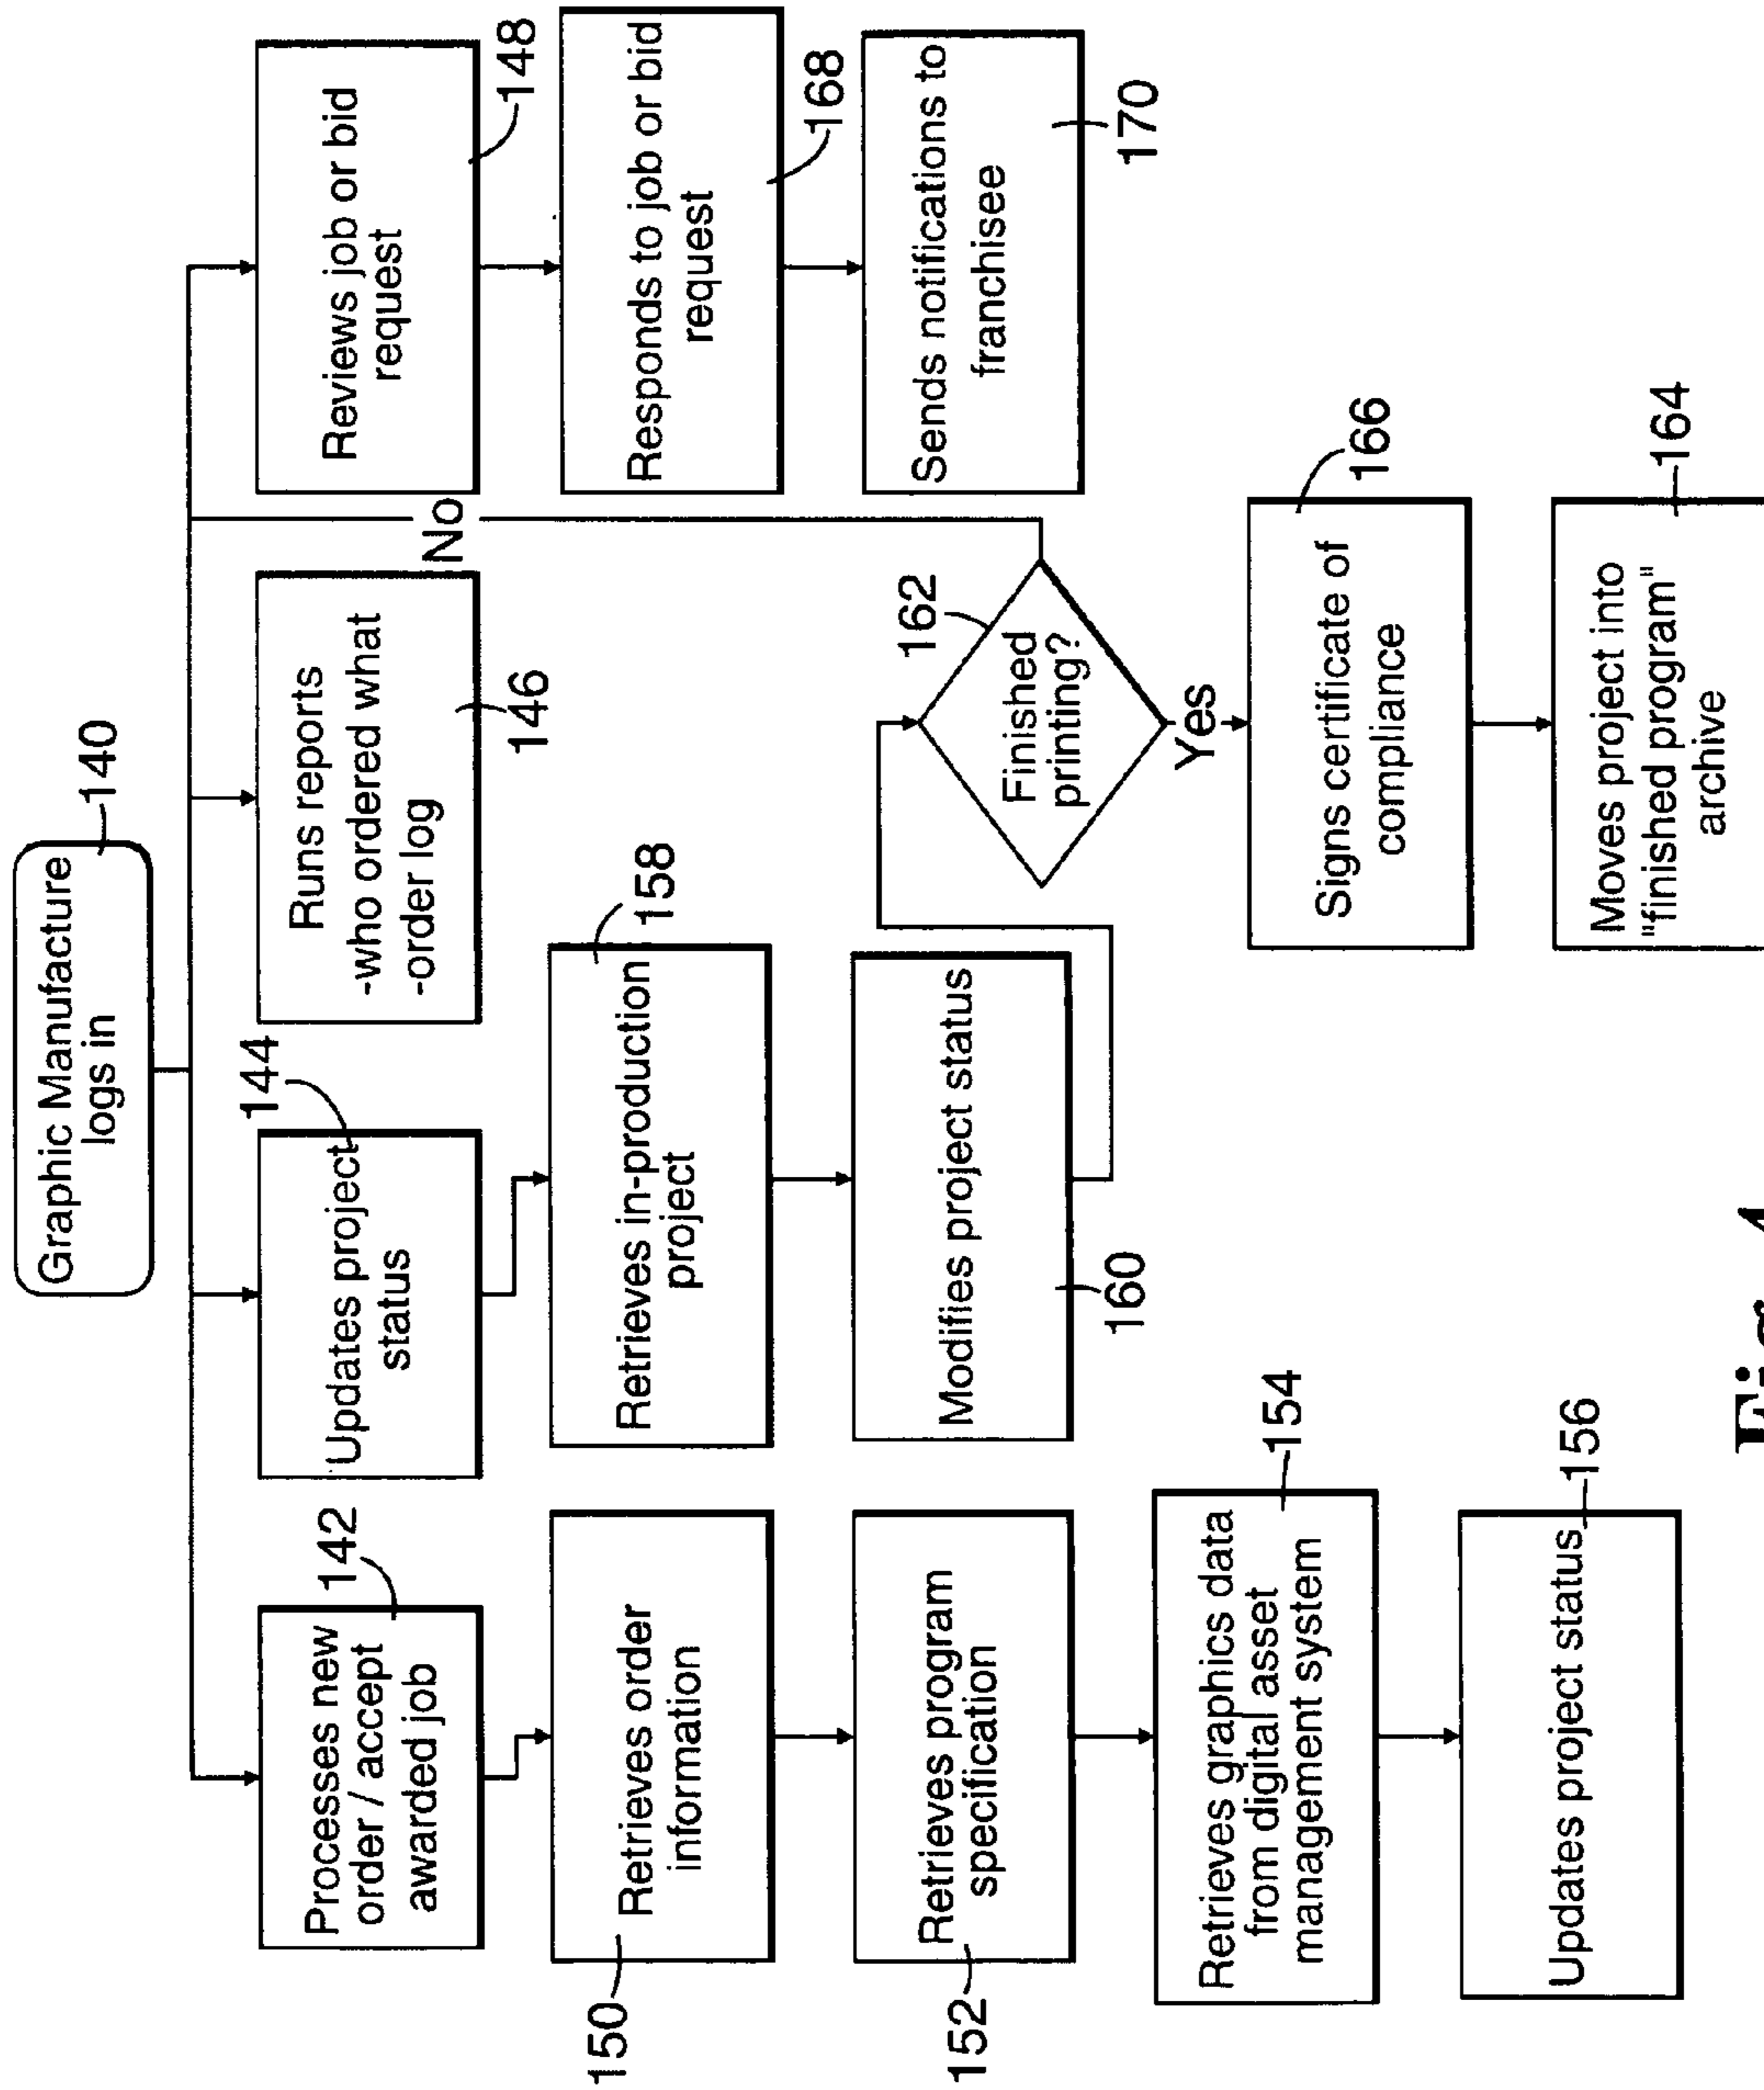 Graphic Manufacture
logs in
140
Processes new
order / accept
awarded job
142
Updates project
status
144
Runs reports
-who ordered what
-order log
146
Reviews job or bid
request
148
No
Retrieves order
information
150
Retrieves in-production
project
158
Responds to job or bid
request
168
Retrieves program
specification
152
Modifies project status
160
Finished
printing?
162
Yes
Sends notifications to
franchisee
170
Retrieves graphics data
from digital asset
management system
154
Signs certificate of
compliance
166
Updates project status
156
Moves project into
"finished program"
archive
164
Fig. 4